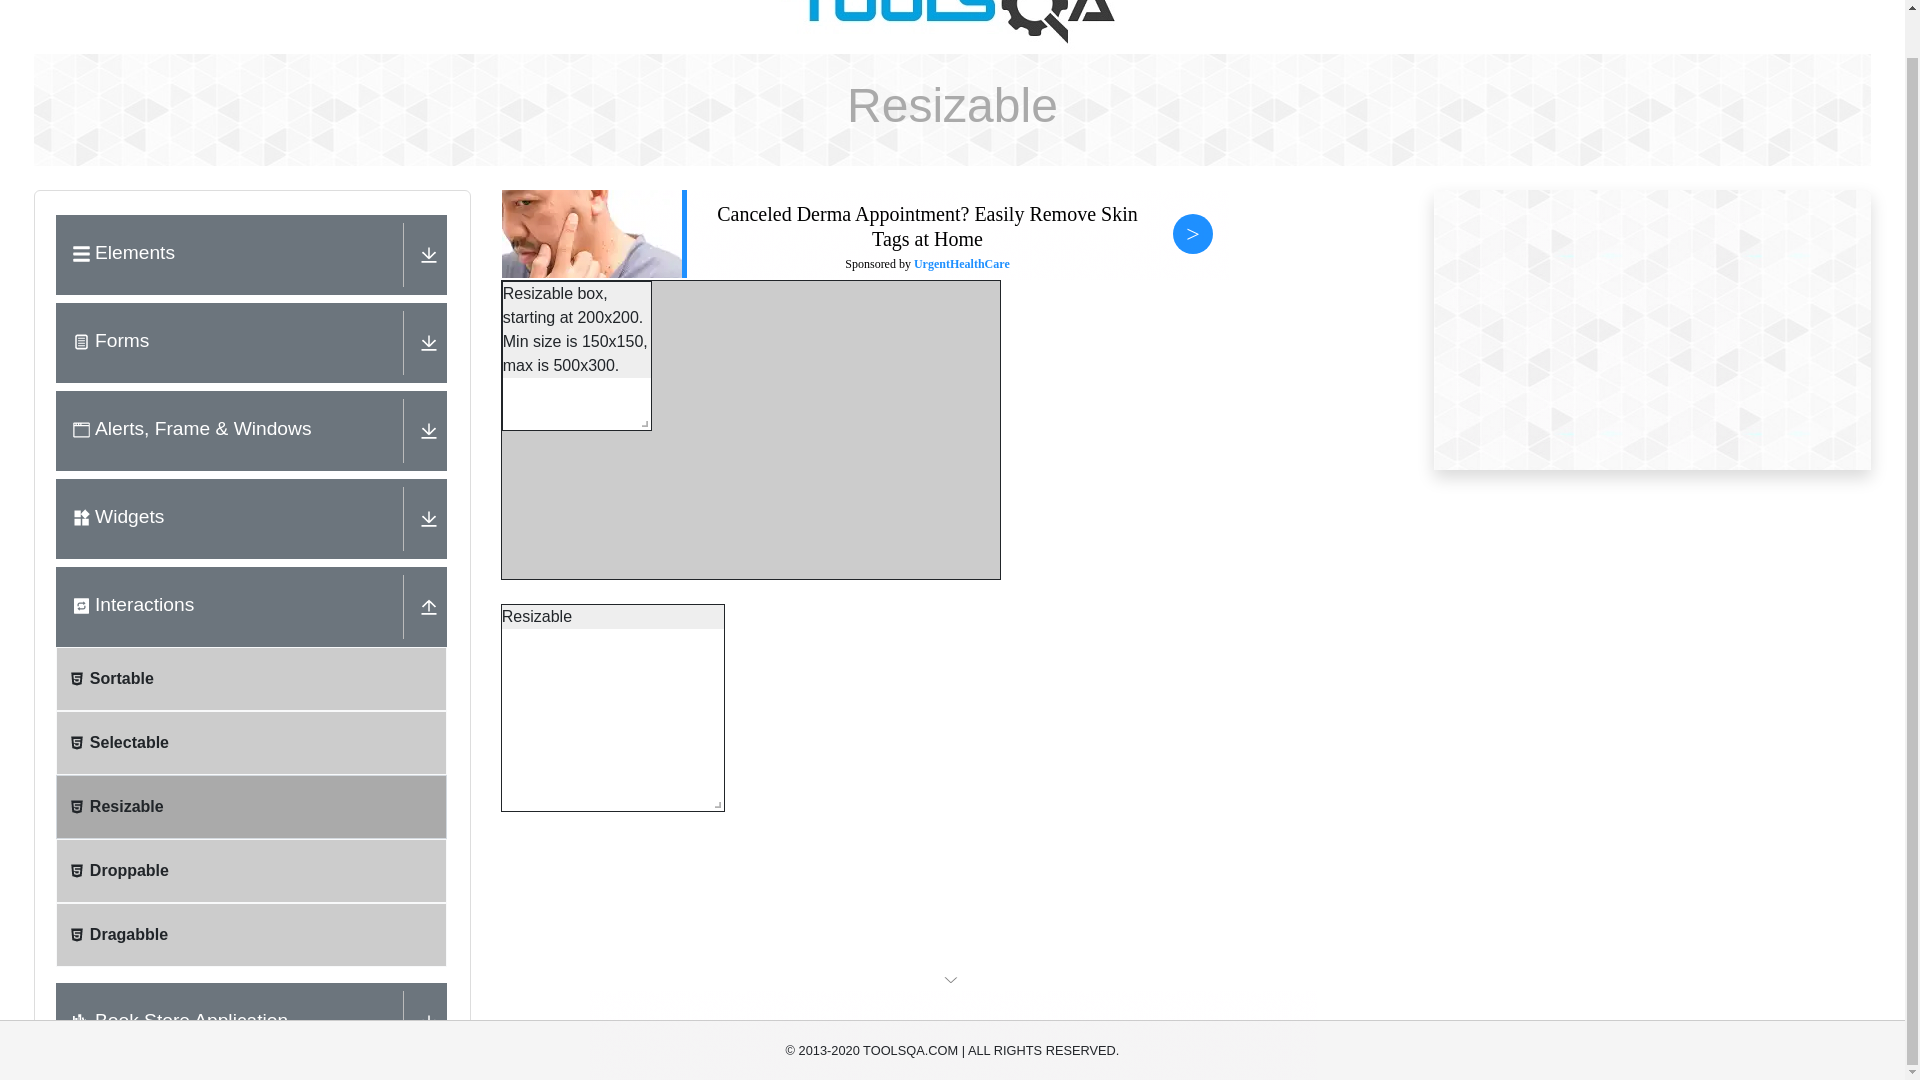 TOOLSQA
Resizable
Elements
Forms
Alerts, Frame & Windows
Widgets
Interactions
Sortable
Selectable
Resizable
Droppable
Dragabble
Book Store Application
Canceled Derma Appointment? Easily Remove Skin
Tags at Home
Sponsored by UrgentHealthCare
>
Resizable box,
starting at 200x200.
Min size is 150x150,
max is 500x300.
Resizable
© 2013-2020 TOOLSQA.COM | ALL RIGHTS RESERVED.